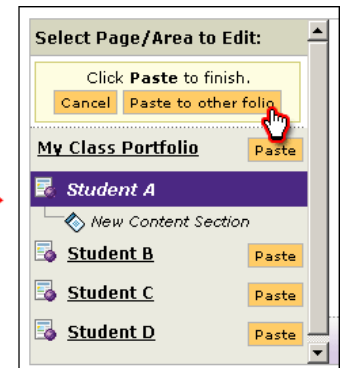 Select Page/Area to Edit:
Click Paste to finish.
Cancel Paste to other folio
My Class Portfolio Paste
Student A
New Content Section
Student B Paste
Student C Paste
Student D Paste